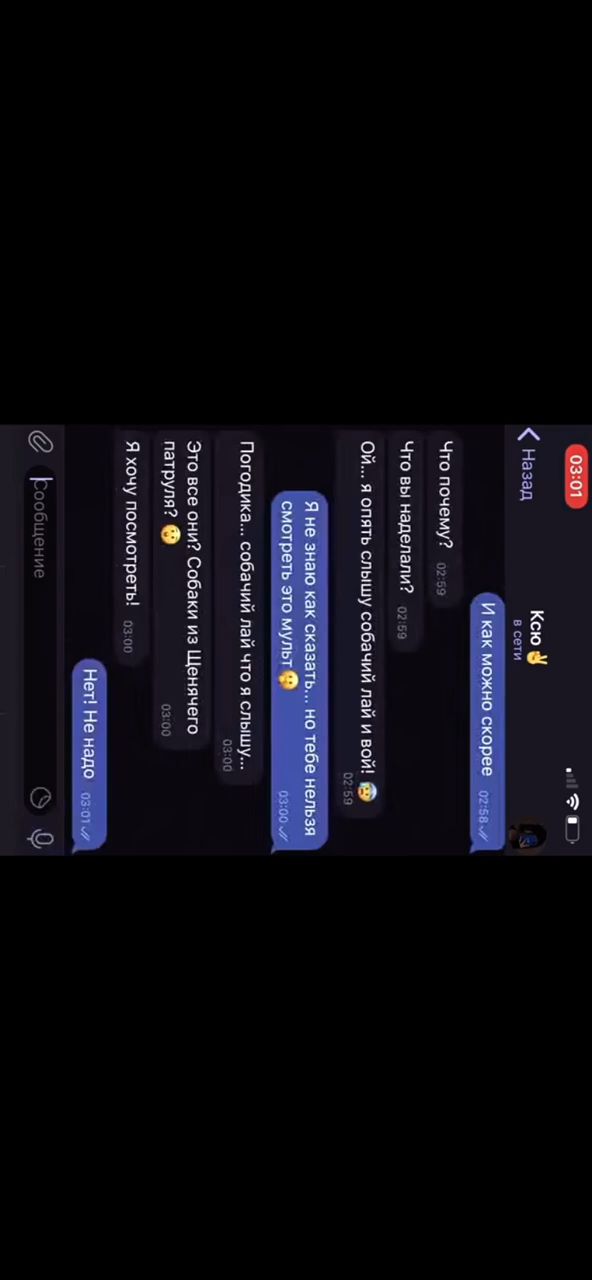 03:01
Назад
Ксю✌️
в сети
И как можно скорее 02:58
Что почему? 02:59
Что вы наделали? 02:59
Ой... я опять слышу собачий лай и вой!😰 02:59
Я не знаю как сказать... но тебе нельзя
смотреть это мульт🤫 03:00
Погодика... собачий лай что я слышу... 03:00
Это все они? Собаки из Щенячего
патруля?😯 03:00
Я хочу посмотреть! 03:00
Нет! Не надо 03:01
Сообщение